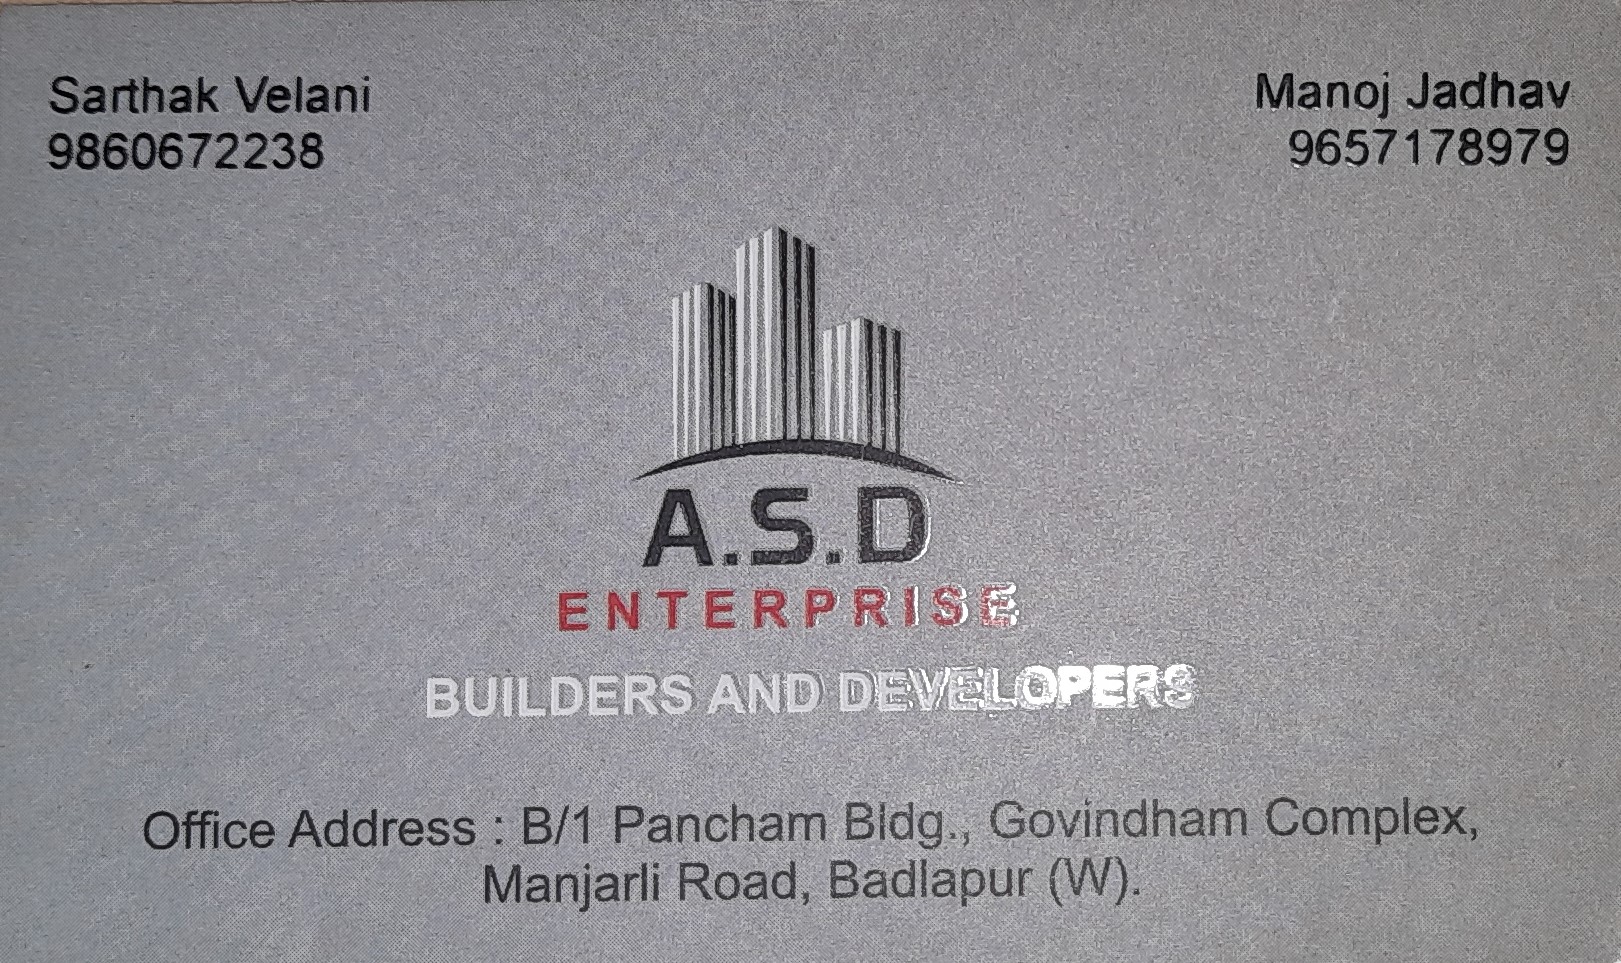 Sarthak Velani
9860672238
Manoj Jadhav
9657178979
A.S.D
ENTERPRISE
BUILDERS AND DEVELOPERS
Office Address : B/1 Pancham Bldg., Govindham Complex,
Manjarli Road, Badlapur (W).